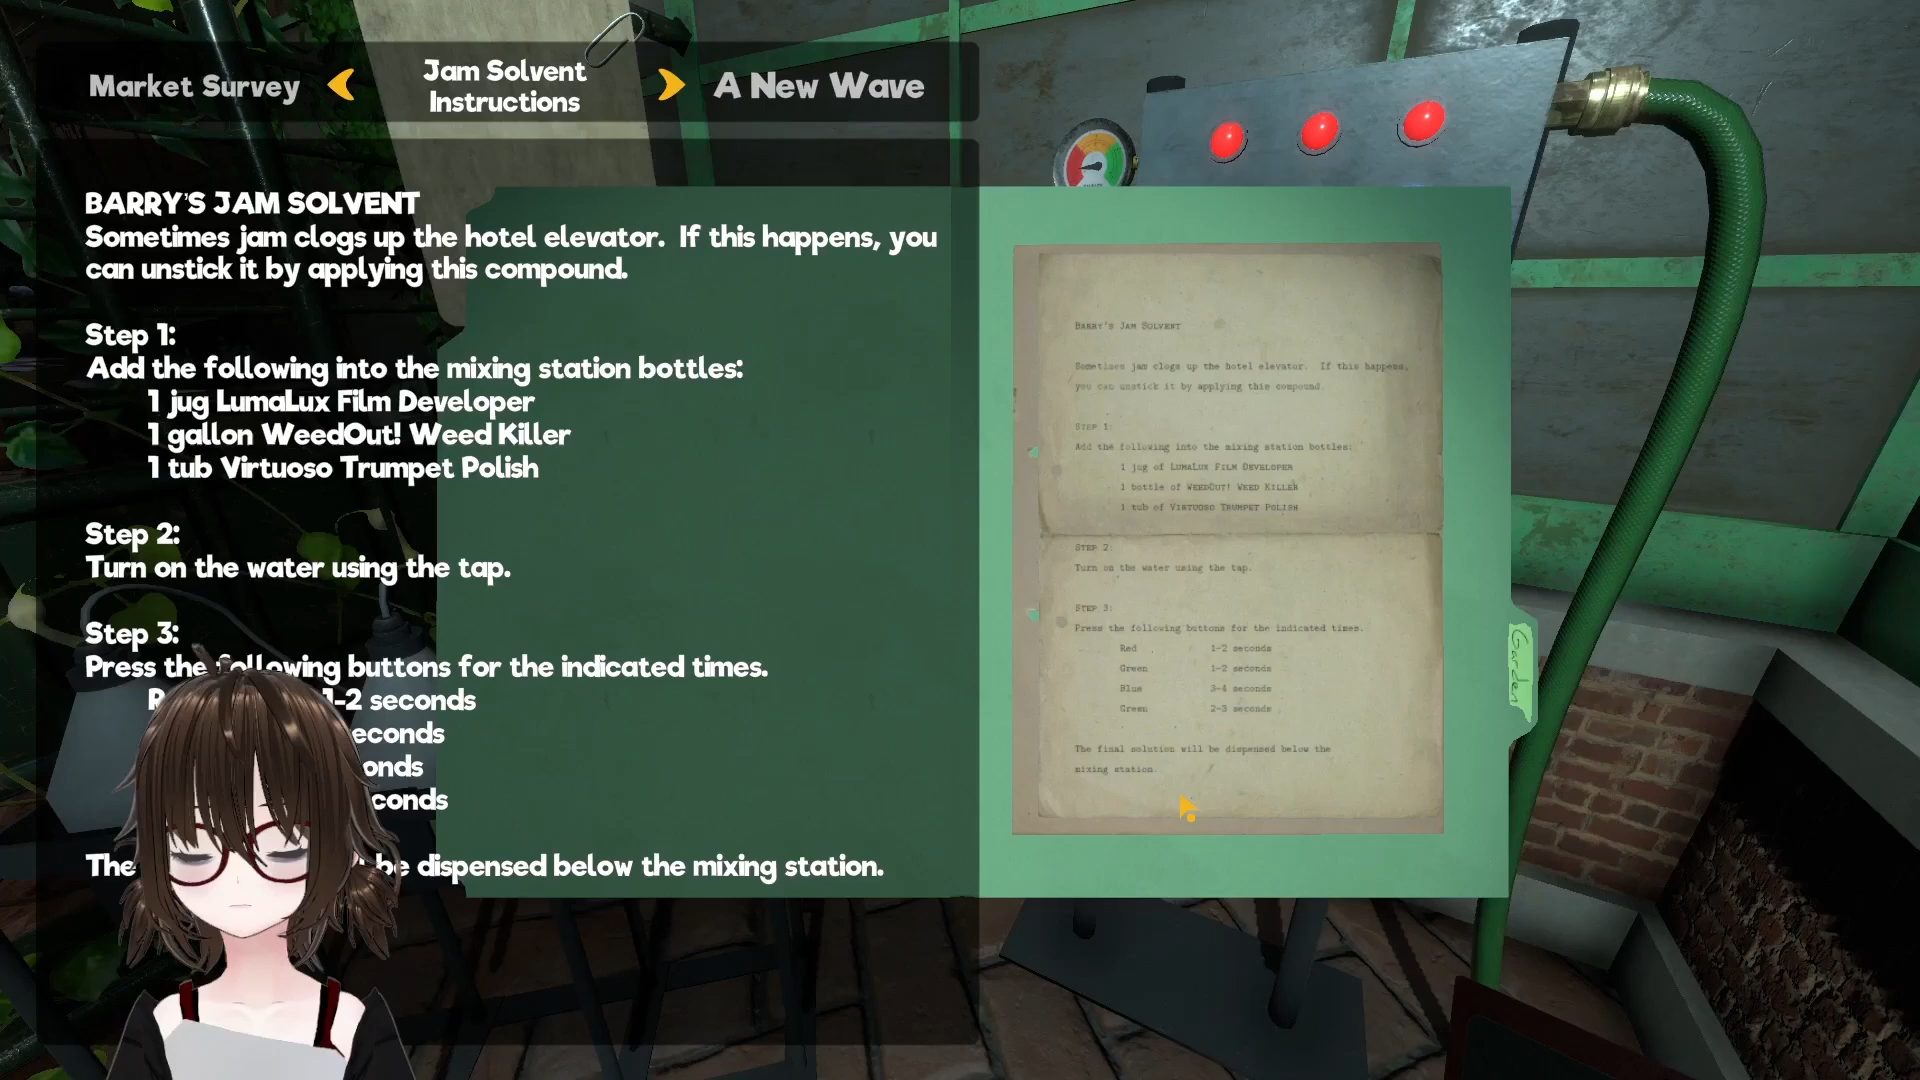 Market Survey
Jam Solvent
Instructions
A New Wave
BARRY'S JAM SOLVENT
Sometimes jam clogs up the hotel elevator. If this happens, you
can unstick it by applying this compound.
Step 1:
Add the following into the mixing station bottles:
1 jug LumaLux Film Developer
1 gallon WeedOut! Weed Killer
1 tub Virtuoso Trumpet Polish
Step 2:
Turn on the water using the tap.
Step 3:
Press the following buttons for the indicated times.
1-2 seconds
The be dispensed below the mixing station.
BARRY'S JAM SOLVENT
Sometimes jam clogs up the hotel elevator. If this happens,
you can unstick it by applying this compound.
STEP 1:
Add the following into the mixing station bottles:
1 jug of LUMALUX FILM DEVELOPER
1 bottle of WEEDOUT! WEED KILLER
1 tub of VIRTUOSO TRUMPET POLISH
STEP 2:
Turn on the water using the tap.
STEP 3:
Press the following buttons for the indicated times.
Red 1-2 seconds
Green 1-2 seconds
Blue 3-4 seconds
Green 2-3 seconds
The final solution will be dispensed below the
mixing station.
Garden